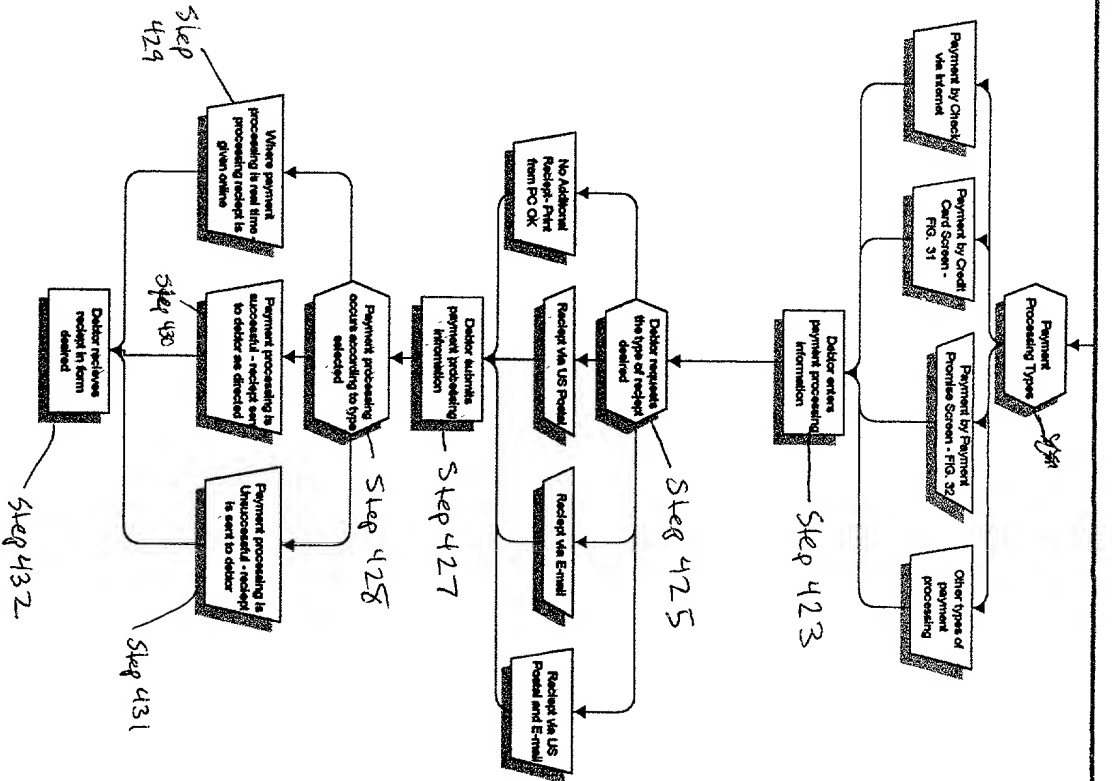 Payment
Processing Types
Payment by Check
via Internet
Payment by Credit
Card Screen -
FIG. 31
Payment by Payment
Promise Screen - FIG. 32
Other types of
payment
processing
Debtor enters
payment processing
information
Step 423
Debtor requests
the type of reciept
desired
Step 425
No Additional
Reciept- Print
from PC OK
Reciept via US Postal
Reciept via E-mail
Reciept via US
Postal and E-mail
Debtor submits
payment processing
infromation
Step 427
Payment processing
occurs according to type
selected
Step 428
Where payment
processing is real time -
processing reciept is
given online
Step
429
Payment processing is
successful - reciept sent
to debtor as directed
Step 430
Payment processing is
Unsuccessful - reciept
is sent to debtor
Step 431
Debtor recieves
reciept in form
desired
Step 432